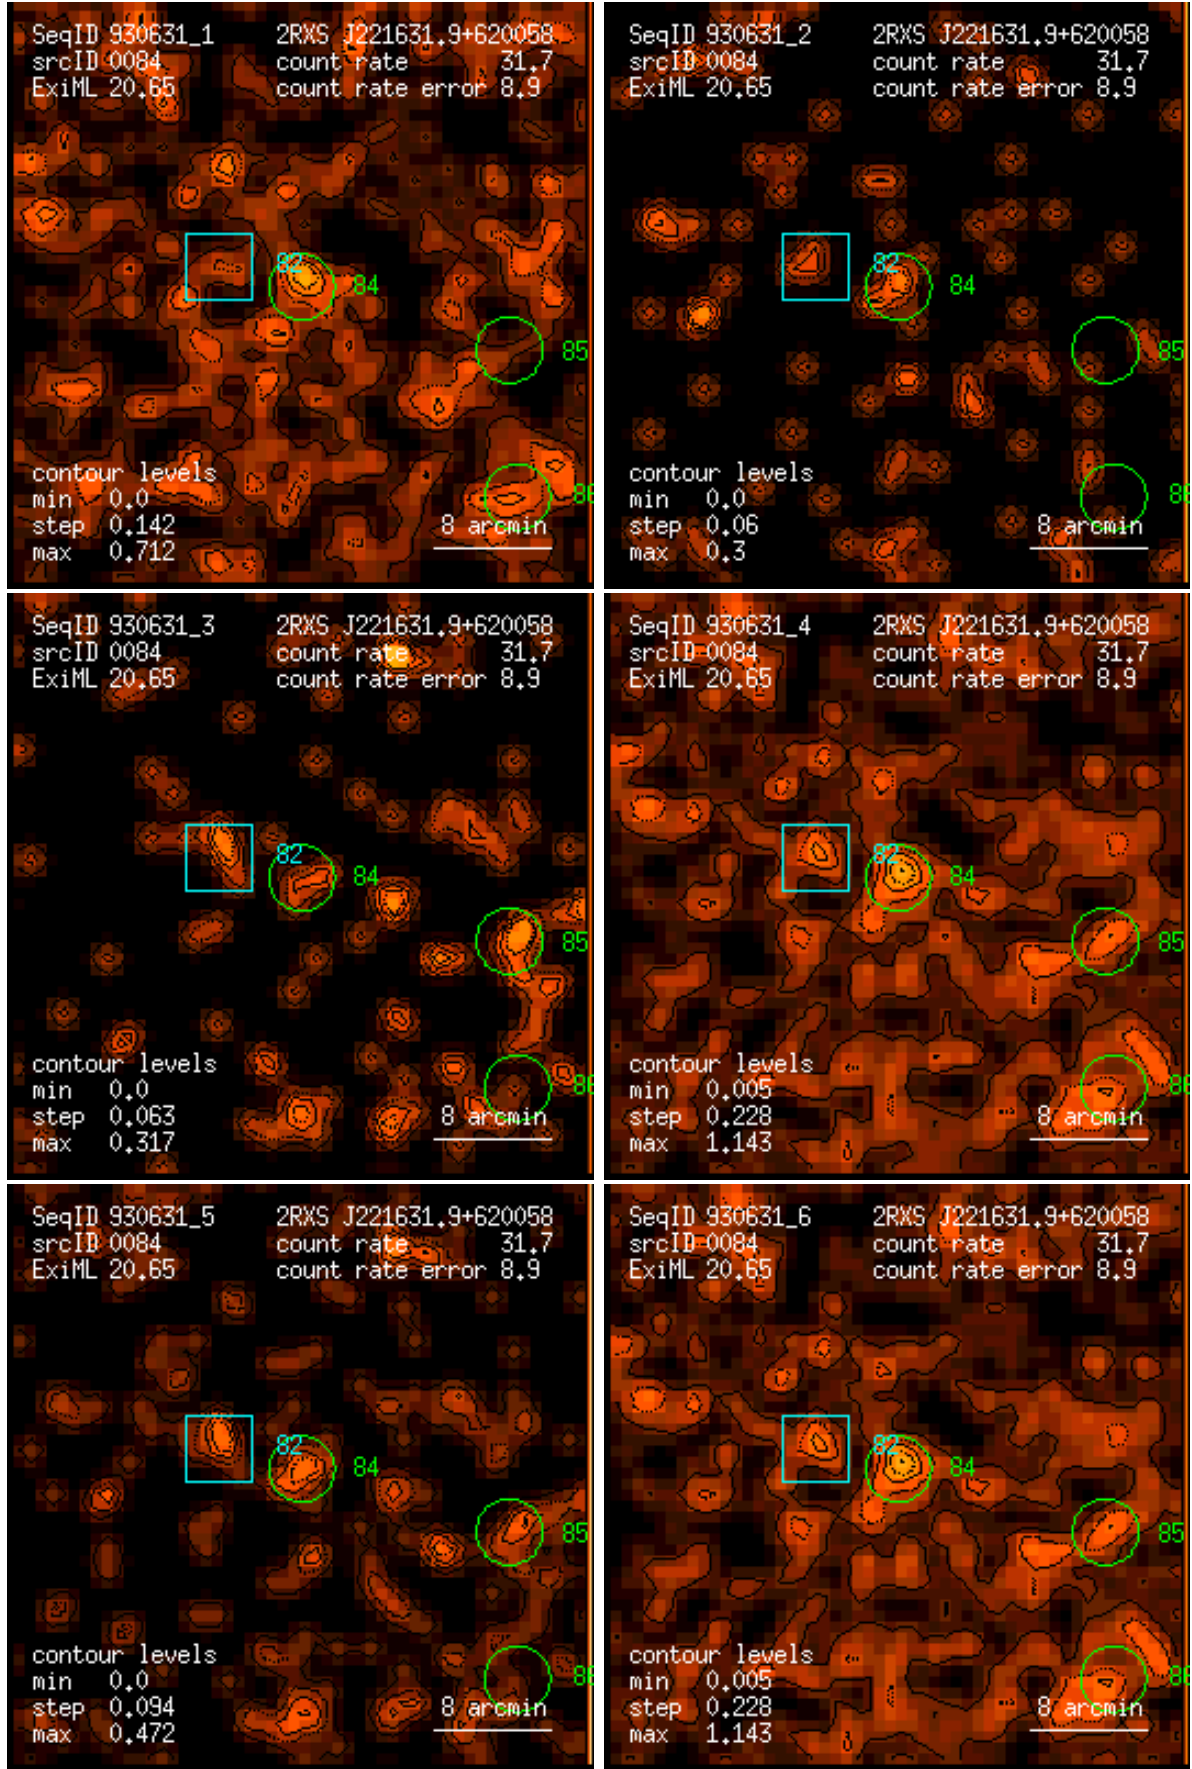 SeqID 930631_1 2RXS J221631.9+620058
srcID 0084 count rate 31.7
ExiML 20.65 count rate error 8.9
82
84
85
contour levels
min 0.0
86
step 0.142 8 arcmin
max 0.712
SeqID 930631_2 2RXS J221631.9+620058
srcID 0084 count rate 31.7
ExiML 20.65 count rate error 8.9
82
84
85
contour levels
min 0.0
86
step 0.06 8 arcmin
max 0.3
SeqID 930631_3 2RXS J221631.9+620058
srcID 0084 count rate 31.7
ExiML 20.65 count rate error 8.9
82
84
85
contour levels
min 0.0
86
step 0.063 8 arcmin
max 0.317
SeqID 930631_4 2RXS J221631.9+620058
srcID 0084 count rate 31.7
ExiML 20.65 count rate error 8.9
82
84
85
contour levels
min 0.005
86
step 0.228 8 arcmin
max 1.143
SeqID 930631_5 2RXS J221631.9+620058
srcID 0084 count rate 31.7
ExiML 20.65 count rate error 8.9
82
84
85
contour levels
min 0.0
86
step 0.094 8 arcmin
max 0.472
SeqID 930631_6 2RXS J221631.9+620058
srcID 0084 count rate 31.7
ExiML 20.65 count rate error 8.9
82
84
85
contour levels
min 0.005
86
step 0.228 8 arcmin
max 1.143